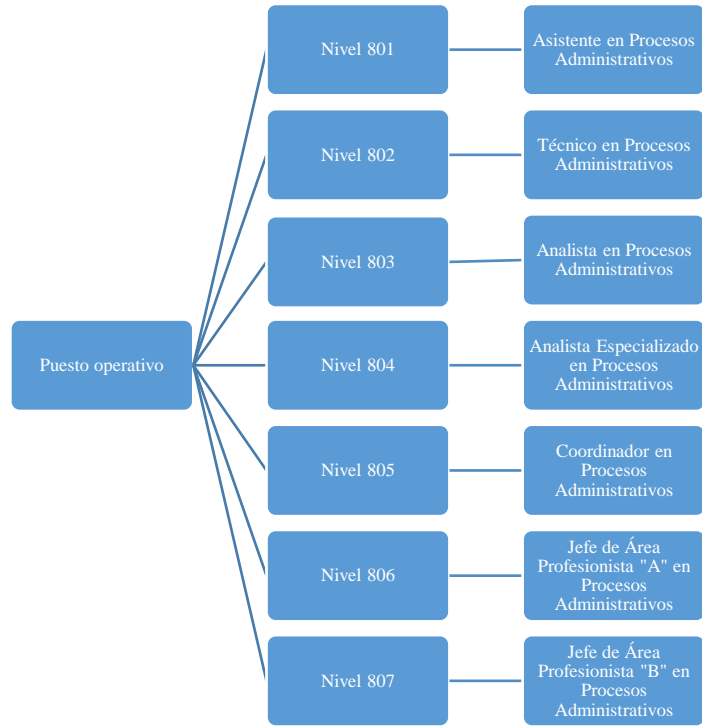 Puesto operativo
Nivel 801
Asistente en Procesos
Administrativos
Nivel 802
Técnico en Procesos
Administrativos
Nivel 803
Analista en Procesos
Administrativos
Nivel 804
Analista Especializado
en Procesos
Administrativos
Nivel 805
Coordinador en
Procesos
Administrativos
Nivel 806
Jefe de Área
Profesionista "A" en
Procesos
Administrativos
Nivel 807
Jefe de Área
Profesionista "B" en
Procesos
Administrativos